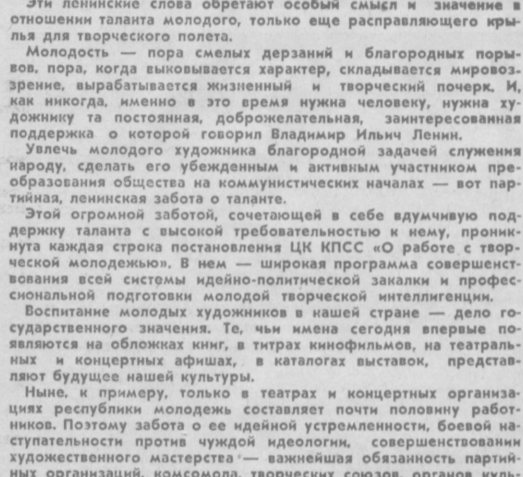 Эти ленинские слова обретают особый смысл и значение в
отношении таланта молодого, только еще расправляющего кры-
лья для творческого полета.
Молодость — пора смелых дерзаний и благородных поры-
вов, пора, когда выковывается характер, складывается мировоз-
зрение, вырабатывается жизненный и творческий почерк. И,
как никогда, именно в это время нужна человеку, нужна ху-
дожнику та постоянная, доброжелательная, заинтересованная
поддержка о которой говорил Владимир Ильич Ленин.
Увлечь молодого художника благородной задачей служения
народу, сделать его убежденным и активным участником пре-
образования общества на коммунистических началах — вот пар-
тийная, ленинская забота о таланте.
Этой огромной заботой, сочетающей в себе вдумчивую под-
держку таланта с высокой требовательностью к нему, проник-
нута каждая строка постановления ЦК КПСС «О работе с твор-
ческой молодежью». В нем — широкая программа совершенст-
вования всей системы идейно-политической закалки и профес-
сиональной подготовки молодой творческой интеллигенции.
Воспитание молодых художников в нашей стране — дело го-
сударственного значения. Те, чьи имена сегодня впервые по-
являются на обложках книг, в титрах кинофильмов, на театраль-
ных и концертных афишах, в каталогах выставок, представ-
ляют будущее нашей культуры.
Ныне, к примеру, только в театрах и концертных организа-
циях республики молодежь составляет почти половину работ-
ников. Поэтому забота о ее идейной устремленности, боевой на-
ступательности против чуждой идеологии, совершенствовании
художественного мастерства — важнейшая обязанность партий-
ных организаций, комсомола, творческих союзов, органов куль-